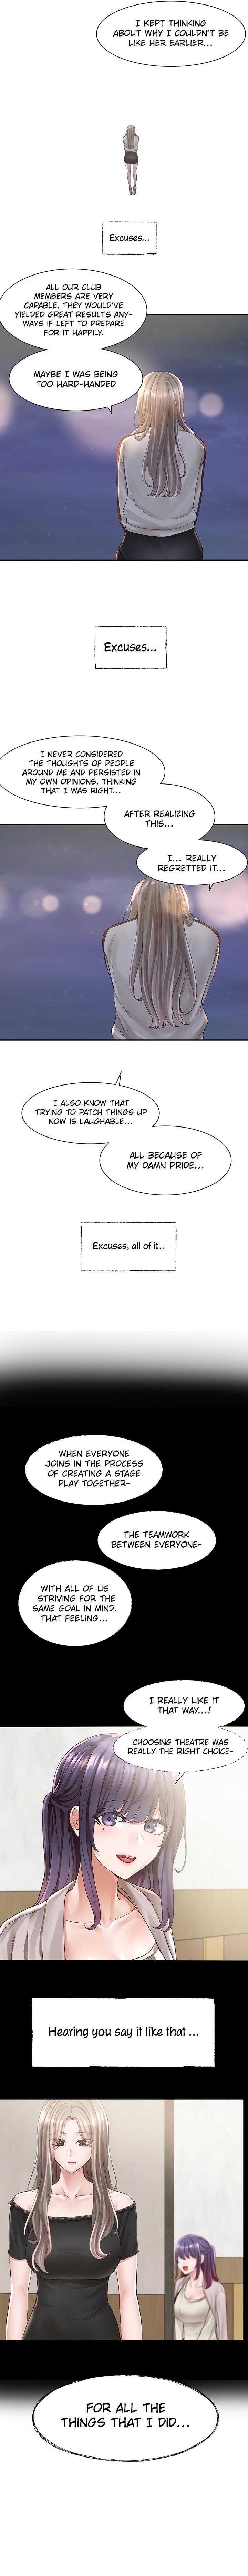 I KEPT THINKING
ABOUT WHY I COULDN'T BE
LIKE HER EARLIER...
Excuses...
ALL OUR CLUB
MEMBERS ARE VERY
CAPABLE, THEY WOULD'VE
YIELDED GREAT RESULTS ANY-
WAYS IF LEFT TO PREPARE
FOR IT HAPPILY.
MAYBE I WAS BEING
TOO HARD-HANDED
Excuses...
I NEVER CONSIDERED
THE THOUGHTS OF PEOPLE
AROUND ME AND PERSISTED IN
MY OWN OPINIONS, THINKING
THAT I WAS RIGHT...
AFTER REALIZING
THIS...
I... REALLY
REGRETTED IT...
I ALSO KNOW THAT
TRYING TO PATCH THINGS UP
NOW IS LAUGHABLE...
ALL BECAUSE OF
MY DAMN PRIDE...
Excuses, all of it..
WHEN EVERYONE
JOINS IN THE PROCESS
OF CREATING A STAGE
PLAY TOGETHER-
THE TEAMWORK
BETWEEN EVERYONE-
WITH ALL OF US
STRIVING FOR THE
SAME GOAL IN MIND.
THAT FEELING...
I REALLY LIKE IT
THAT WAY...!
CHOOSING THEATRE WAS
REALLY THE RIGHT CHOICE-
Hearing you say it like that ...
FOR ALL THE
THINGS THAT I DID...